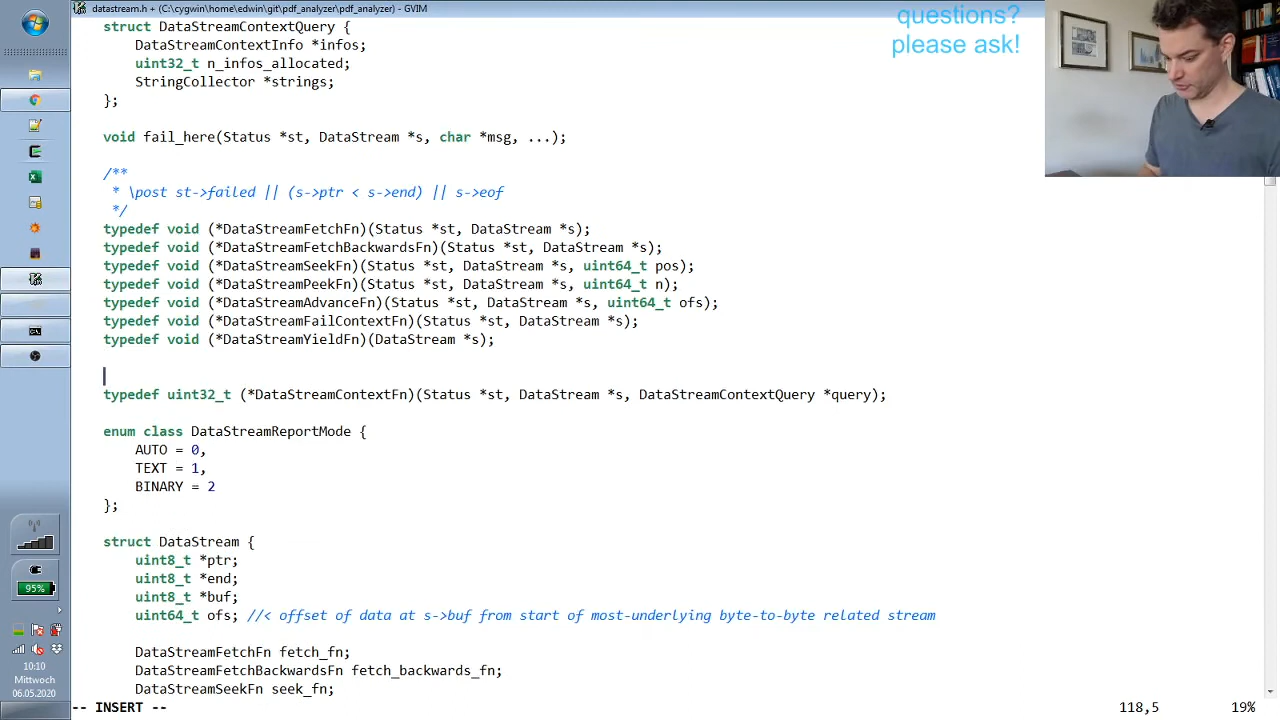 datastream.h + (C:\cygwin\home\edwin\git\pdf_analyzer\pdf_analyzer) - GVIM
questions?
please ask!
struct DataStreamContextQuery {
DataStreamContextInfo *infos;
uint32_t n_infos_allocated;
StringCollector *strings;
};
void fail_here(Status *st, DataStream *s, char *msg, ...);
/**
* \post st->failed || (s->ptr < s->end) || s->eof
*/
typedef void (*DataStreamFetchFn)(Status *st, DataStream *s);
typedef void (*DataStreamFetchBackwardsFn)(Status *st, DataStream *s);
typedef void (*DataStreamSeekFn)(Status *st, DataStream *s, uint64_t pos);
typedef void (*DataStreamPeekFn)(Status *st, DataStream *s, uint64_t n);
typedef void (*DataStreamAdvanceFn)(Status *st, DataStream *s, uint64_t ofs);
typedef void (*DataStreamFailContextFn)(Status *st, DataStream *s);
typedef void (*DataStreamYieldFn)(DataStream *s);
typedef uint32_t (*DataStreamContextFn)(Status *st, DataStream *s, DataStreamContextQuery *query);
enum class DataStreamReportMode {
AUTO = 0,
TEXT = 1,
BINARY = 2
};
struct DataStream {
uint8_t *ptr;
uint8_t *end;
uint8_t *buf;
uint64_t ofs; //< offset of data at s->buf from start of most-underlying byte-to-byte related stream
DataStreamFetchFn fetch_fn;
DataStreamFetchBackwardsFn fetch_backwards_fn;
DataStreamSeekFn seek_fn;
-- INSERT --
118,5
19%
95%
10:10
Mittwoch
06.05.2020